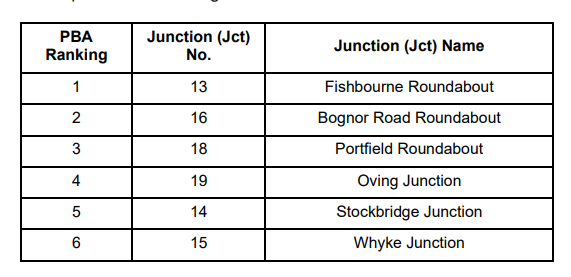 PBA Ranking | Junction (Jct) No. | Junction (Jct) Name
1 | 13 | Fishbourne Roundabout
2 | 16 | Bognor Road Roundabout
3 | 18 | Portfield Roundabout
4 | 19 | Oving Junction
5 | 14 | Stockbridge Junction
6 | 15 | Whyke Junction